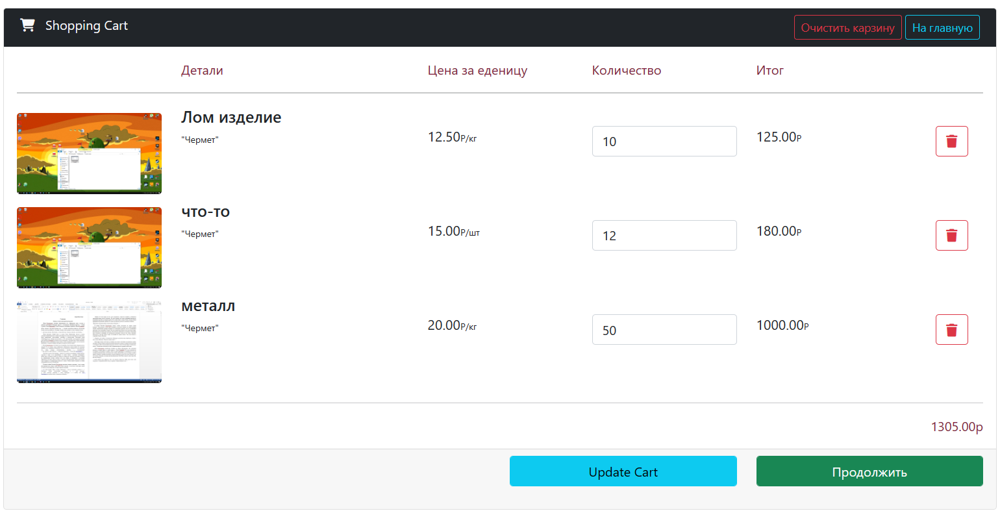 Shopping Cart
Очистить карзину
На главную
Детали
Цена за еденицу
Количество
Итог
Лом изделие
"Чермет"
12.50Р/кг
10
125.00Р
что-то
"Чермет"
15.00Р/шт
12
180.00Р
металл
"Чермет"
20.00Р/кг
50
1000.00Р
1305.00р
Update Cart
Продолжить